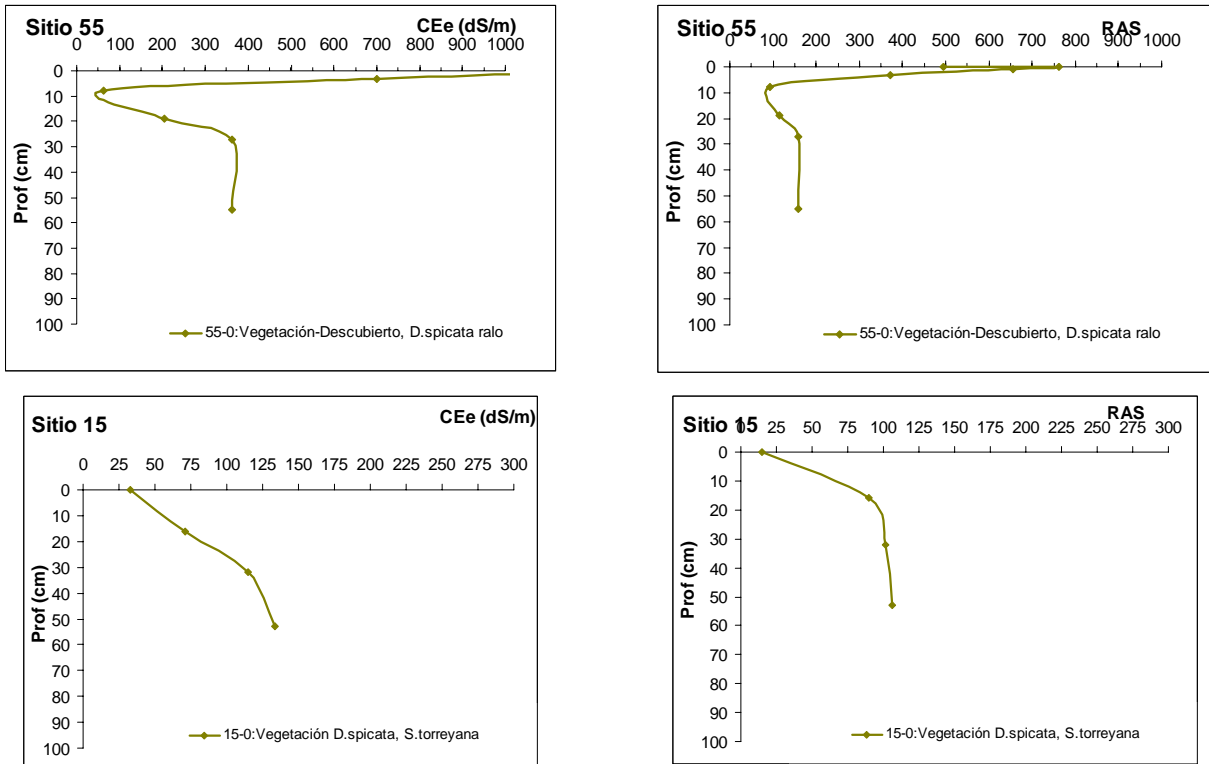 Sitio 55
CEe (dS/m)
0 100 200 300 400 500 600 700 800 900 1000
0
10
20
30
40
50
60
70
80
90
100
Prof (cm)
55-0:Vegetación-Descubierto, D.spicata ralo
Sitio 55
RAS
0 100 200 300 400 500 600 700 800 900 1000
0
10
20
30
40
50
60
70
80
90
100
Prof (cm)
55-0:Vegetación-Descubierto, D.spicata ralo
Sitio 15
CEe (dS/m)
0 25 50 75 100 125 150 175 200 225 250 275 300
0
10
20
30
40
50
60
70
80
90
100
Prof (cm)
15-0:Vegetación D.spicata, S.torreyana
Sitio 15
RAS
0 25 50 75 100 125 150 175 200 225 250 275 300
0
10
20
30
40
50
60
70
80
90
100
Prof (cm)
15-0:Vegetación D.spicata, S.torreyana